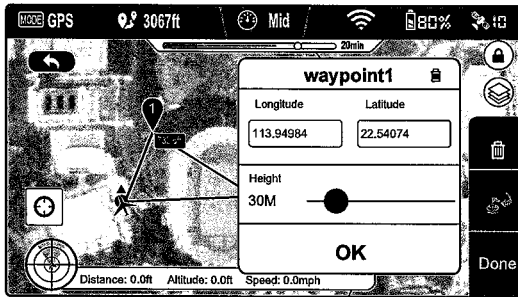 MODE GPS 3067ft Mid 80% 10
20min
waypoint1
Longitude Latitude
113.94984 22.54074
1
Height
30M
OK
Done
Distance: 0.0ft Altitude: 0.0ft Speed: 0.0mph